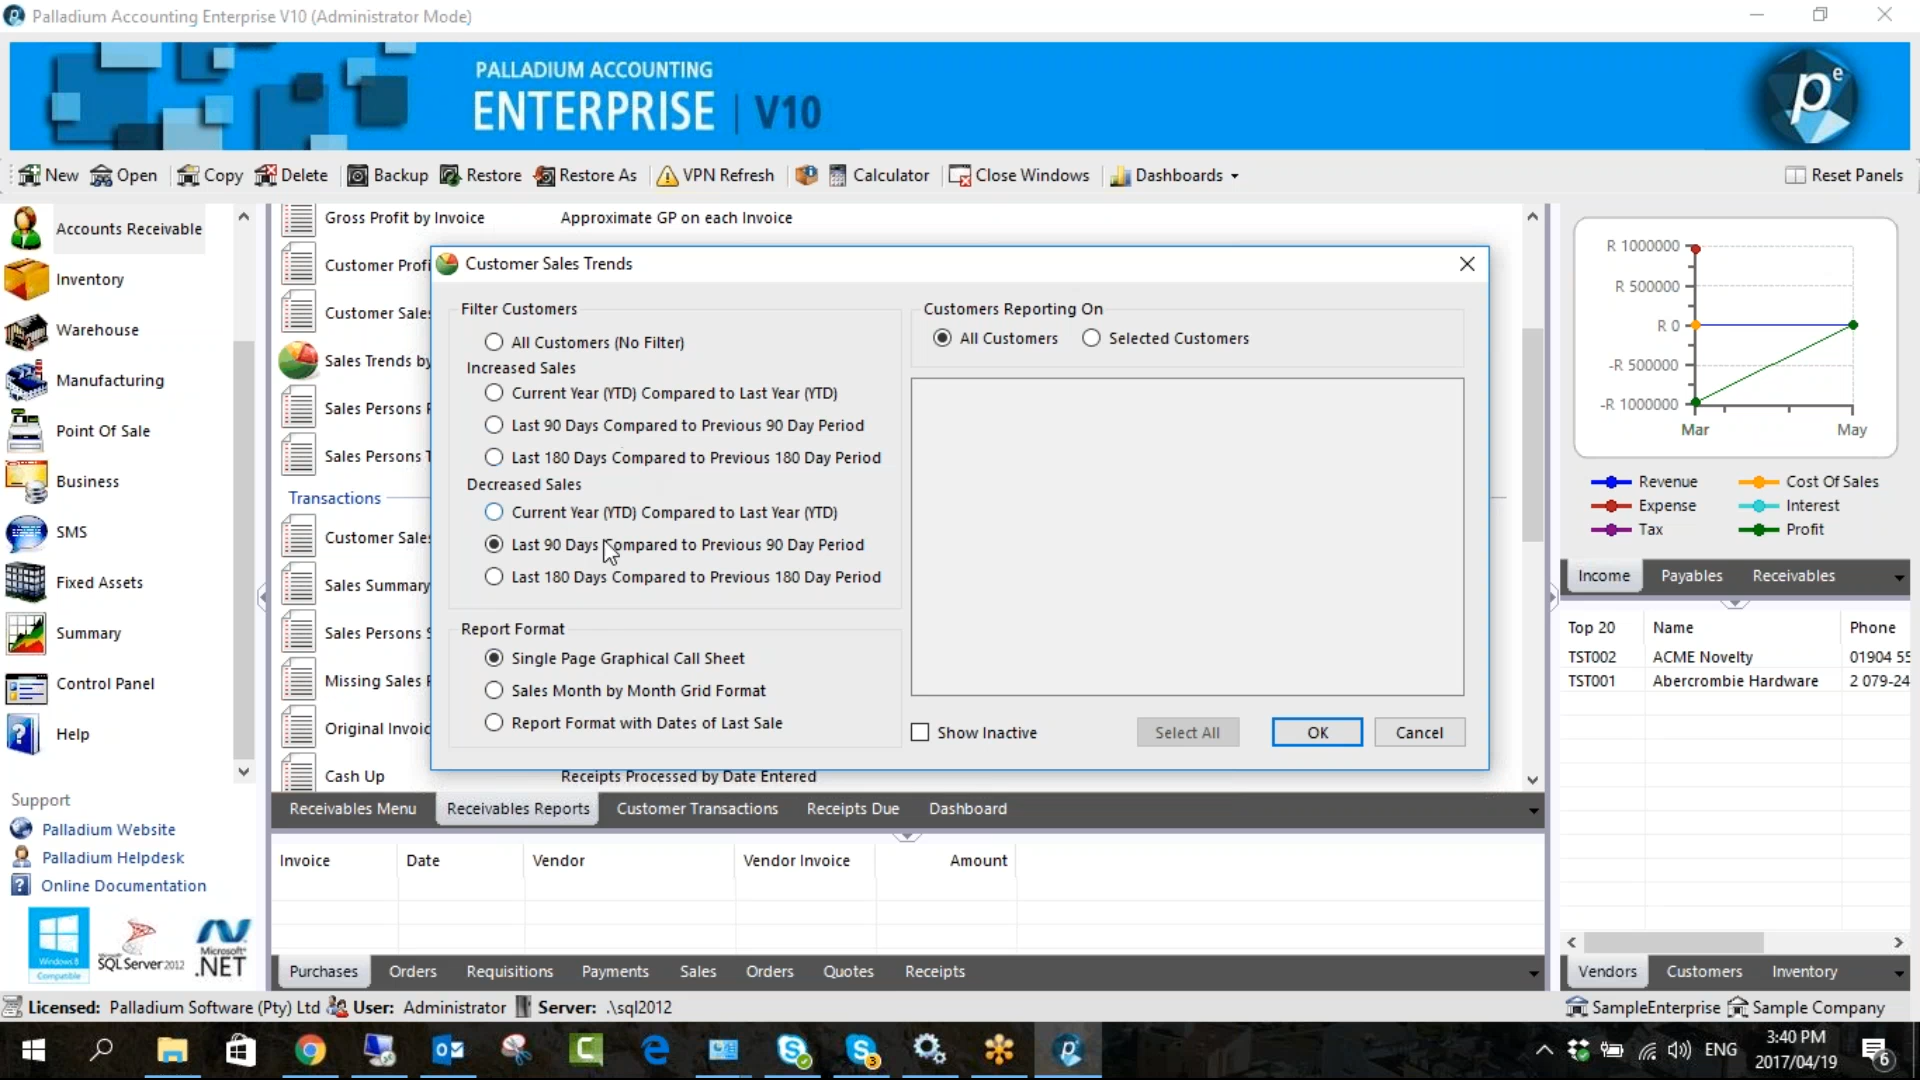 Palladium Accounting Enterprise V10 (Administrator Mode)
PALLADIUM ACCOUNTING
ENTERPRISE | V10
pe
New Open Copy Delete Backup Restore Restore As VPN Refresh Calculator Close Windows Dashboards Reset Panels
Accounts Receivable
Inventory
Warehouse
Manufacturing
Point Of Sale
Business
SMS
Fixed Assets
Summary
Control Panel
Help
Support
Palladium Website
Palladium Helpdesk
Online Documentation
Windows 8
Compatible
SQL Server 2012
Microsoft
.NET
Gross Profit by Invoice Approximate GP on each Invoice
Customer Profi
Customer Sales
Sales Trends by
Sales Persons
Sales Persons
Transactions
Customer Sales
Sales Summary
Sales Persons
Missing Sales
Original Invoic
Cash Up Receipts Processed by Date Entered
Customer Sales Trends
Filter Customers
All Customers (No Filter)
Increased Sales
Current Year (YTD) Compared to Last Year (YTD)
Last 90 Days Compared to Previous 90 Day Period
Last 180 Days Compared to Previous 180 Day Period
Decreased Sales
Current Year (YTD) Compared to Last Year (YTD)
Last 90 Days Compared to Previous 90 Day Period
Last 180 Days Compared to Previous 180 Day Period
Report Format
Single Page Graphical Call Sheet
Sales Month by Month Grid Format
Report Format with Dates of Last Sale
Customers Reporting On
All Customers Selected Customers
Show Inactive Select All OK Cancel
Receivables Menu Receivables Reports Customer Transactions Receipts Due Dashboard
Invoice Date Vendor Vendor Invoice Amount
Purchases Orders Requisitions Payments Sales Orders Quotes Receipts
R 1000000
R 500000
R 0
-R 500000
-R 1000000
Mar May
Revenue Cost Of Sales
Expense Interest
Tax Profit
Income Payables Receivables
Top 20 Name Phone
TST002 ACME Novelty 01904 55
TST001 Abercrombie Hardware 2 079-24
Vendors Customers Inventory
Licensed: Palladium Software (Pty) Ltd User: Administrator Server: .\sql2012 SampleEnterprise Sample Company
ENG
3:40 PM
2017/04/19
3
6